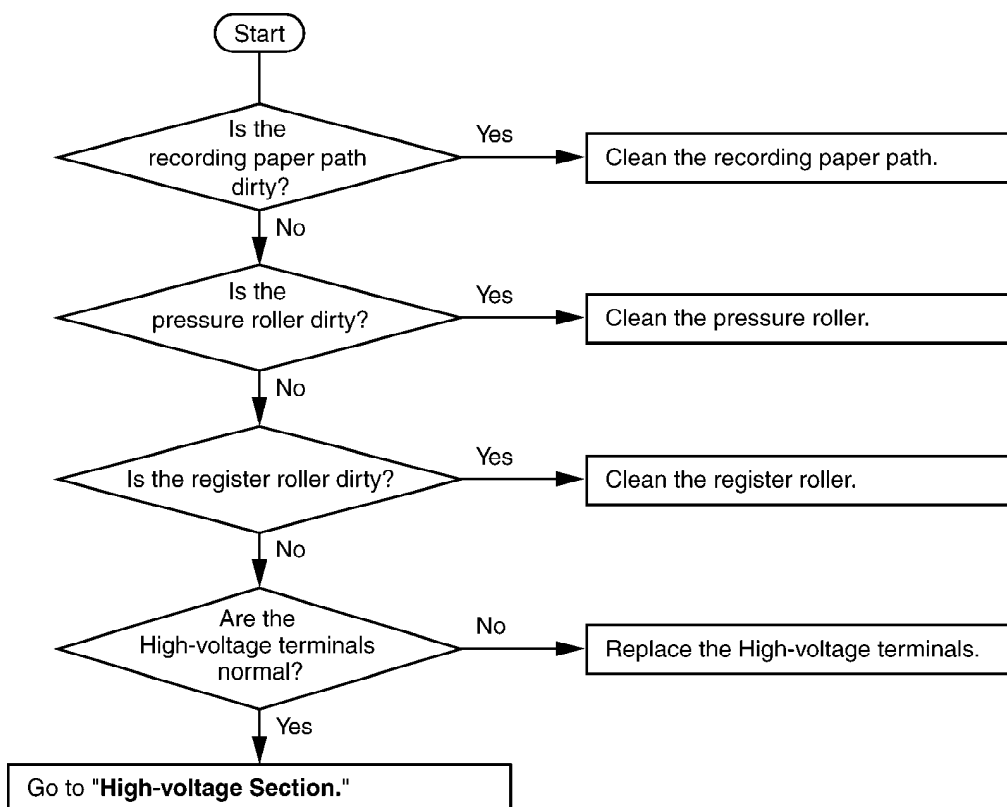 Start
Is the
recording paper path
dirty?
Yes
Clean the recording paper path.
No
Is the
pressure roller dirty?
Yes
Clean the pressure roller.
No
Is the register roller dirty?
Yes
Clean the register roller.
No
Are the
High-voltage terminals
normal?
No
Replace the High-voltage terminals.
Yes
Go to "High-voltage Section."